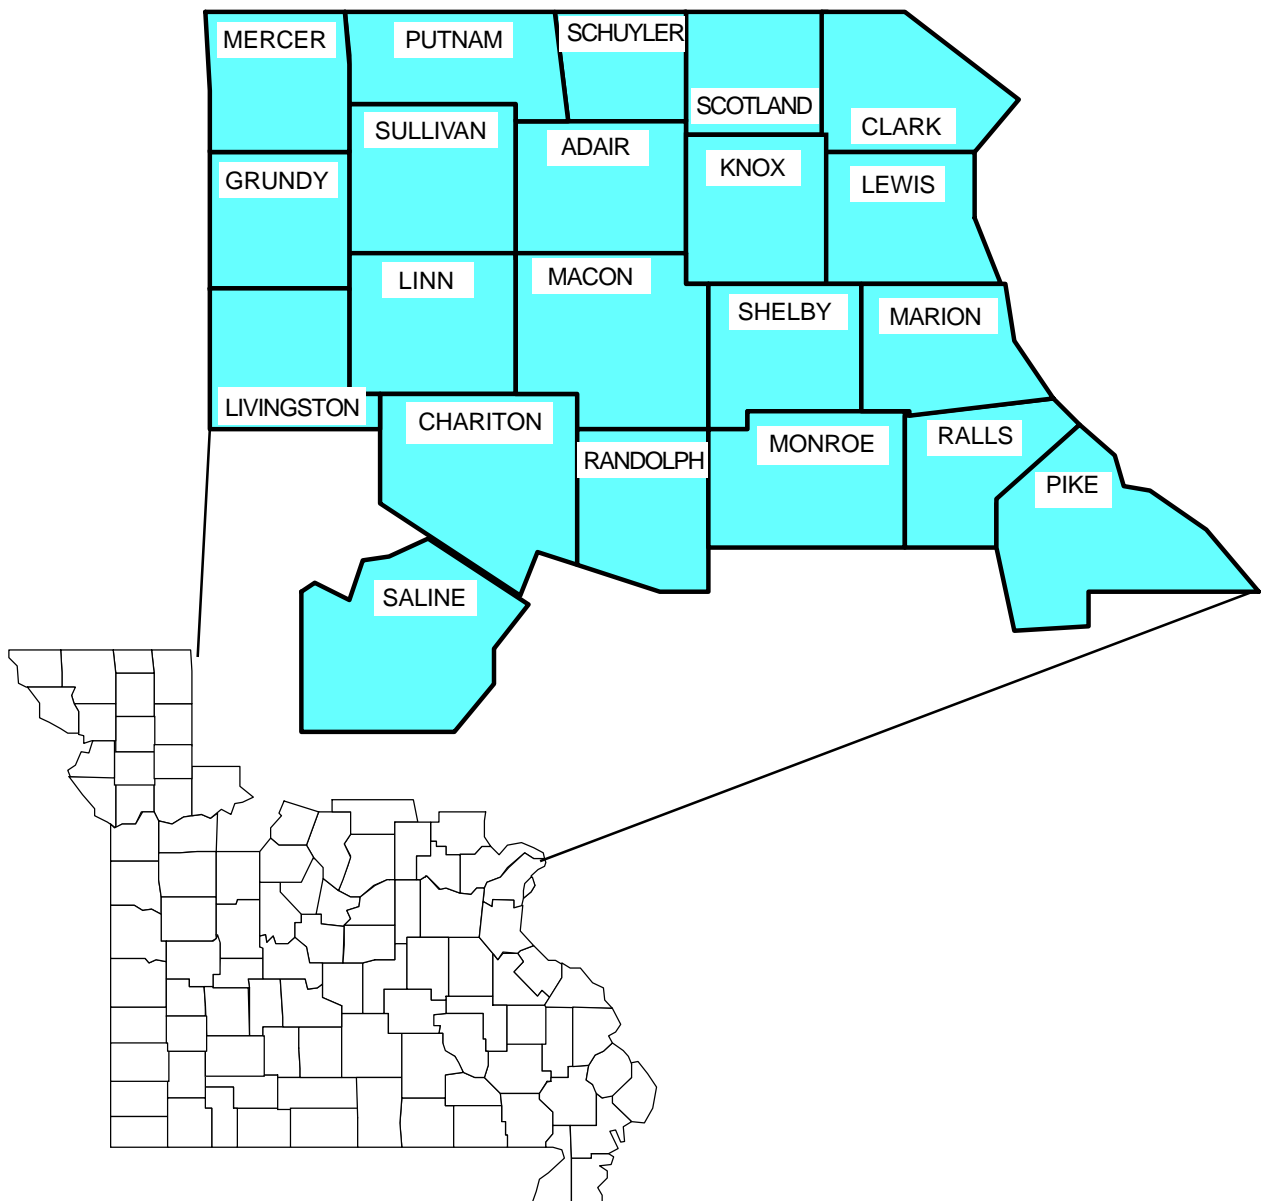 MERCER
PUTNAM
SCHUYLER
SCOTLAND
CLARK
SULLIVAN
ADAIR
KNOX
LEWIS
GRUNDY
LINN
MACON
SHELBY
MARION
LIVINGSTON
CHARITON
RANDOLPH
MONROE
RALLS
PIKE
SALINE